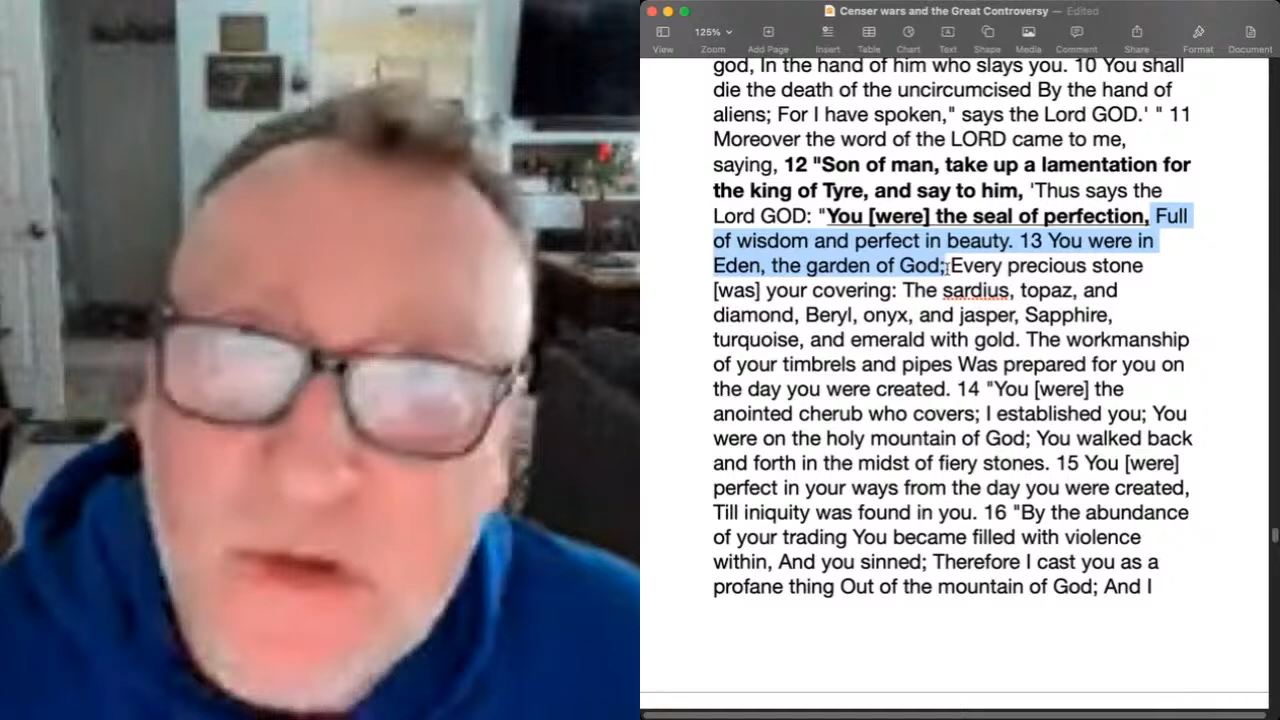 Censer wars and the Great Controversy — Edited
125%
View
Zoom
Add Page
Insert
Table
Chart
Text
Shape
Media
Comment
Share
Format
Document
god, In the hand of him who slays you. 10 You shall
die the death of the uncircumcised By the hand of
aliens; For I have spoken," says the Lord GOD.' " 11
Moreover the word of the LORD came to me,
saying, 12 "Son of man, take up a lamentation for
the king of Tyre, and say to him, 'Thus says the
Lord GOD: "You [were] the seal of perfection, Full
of wisdom and perfect in beauty. 13 You were in
Eden, the garden of God; Every precious stone
[was] your covering: The sardius, topaz, and
diamond, Beryl, onyx, and jasper, Sapphire,
turquoise, and emerald with gold. The workmanship
of your timbrels and pipes Was prepared for you on
the day you were created. 14 "You [were] the
anointed cherub who covers; I established you; You
were on the holy mountain of God; You walked back
and forth in the midst of fiery stones. 15 You [were]
perfect in your ways from the day you were created,
Till iniquity was found in you. 16 "By the abundance
of your trading You became filled with violence
within, And you sinned; Therefore I cast you as a
profane thing Out of the mountain of God; And I